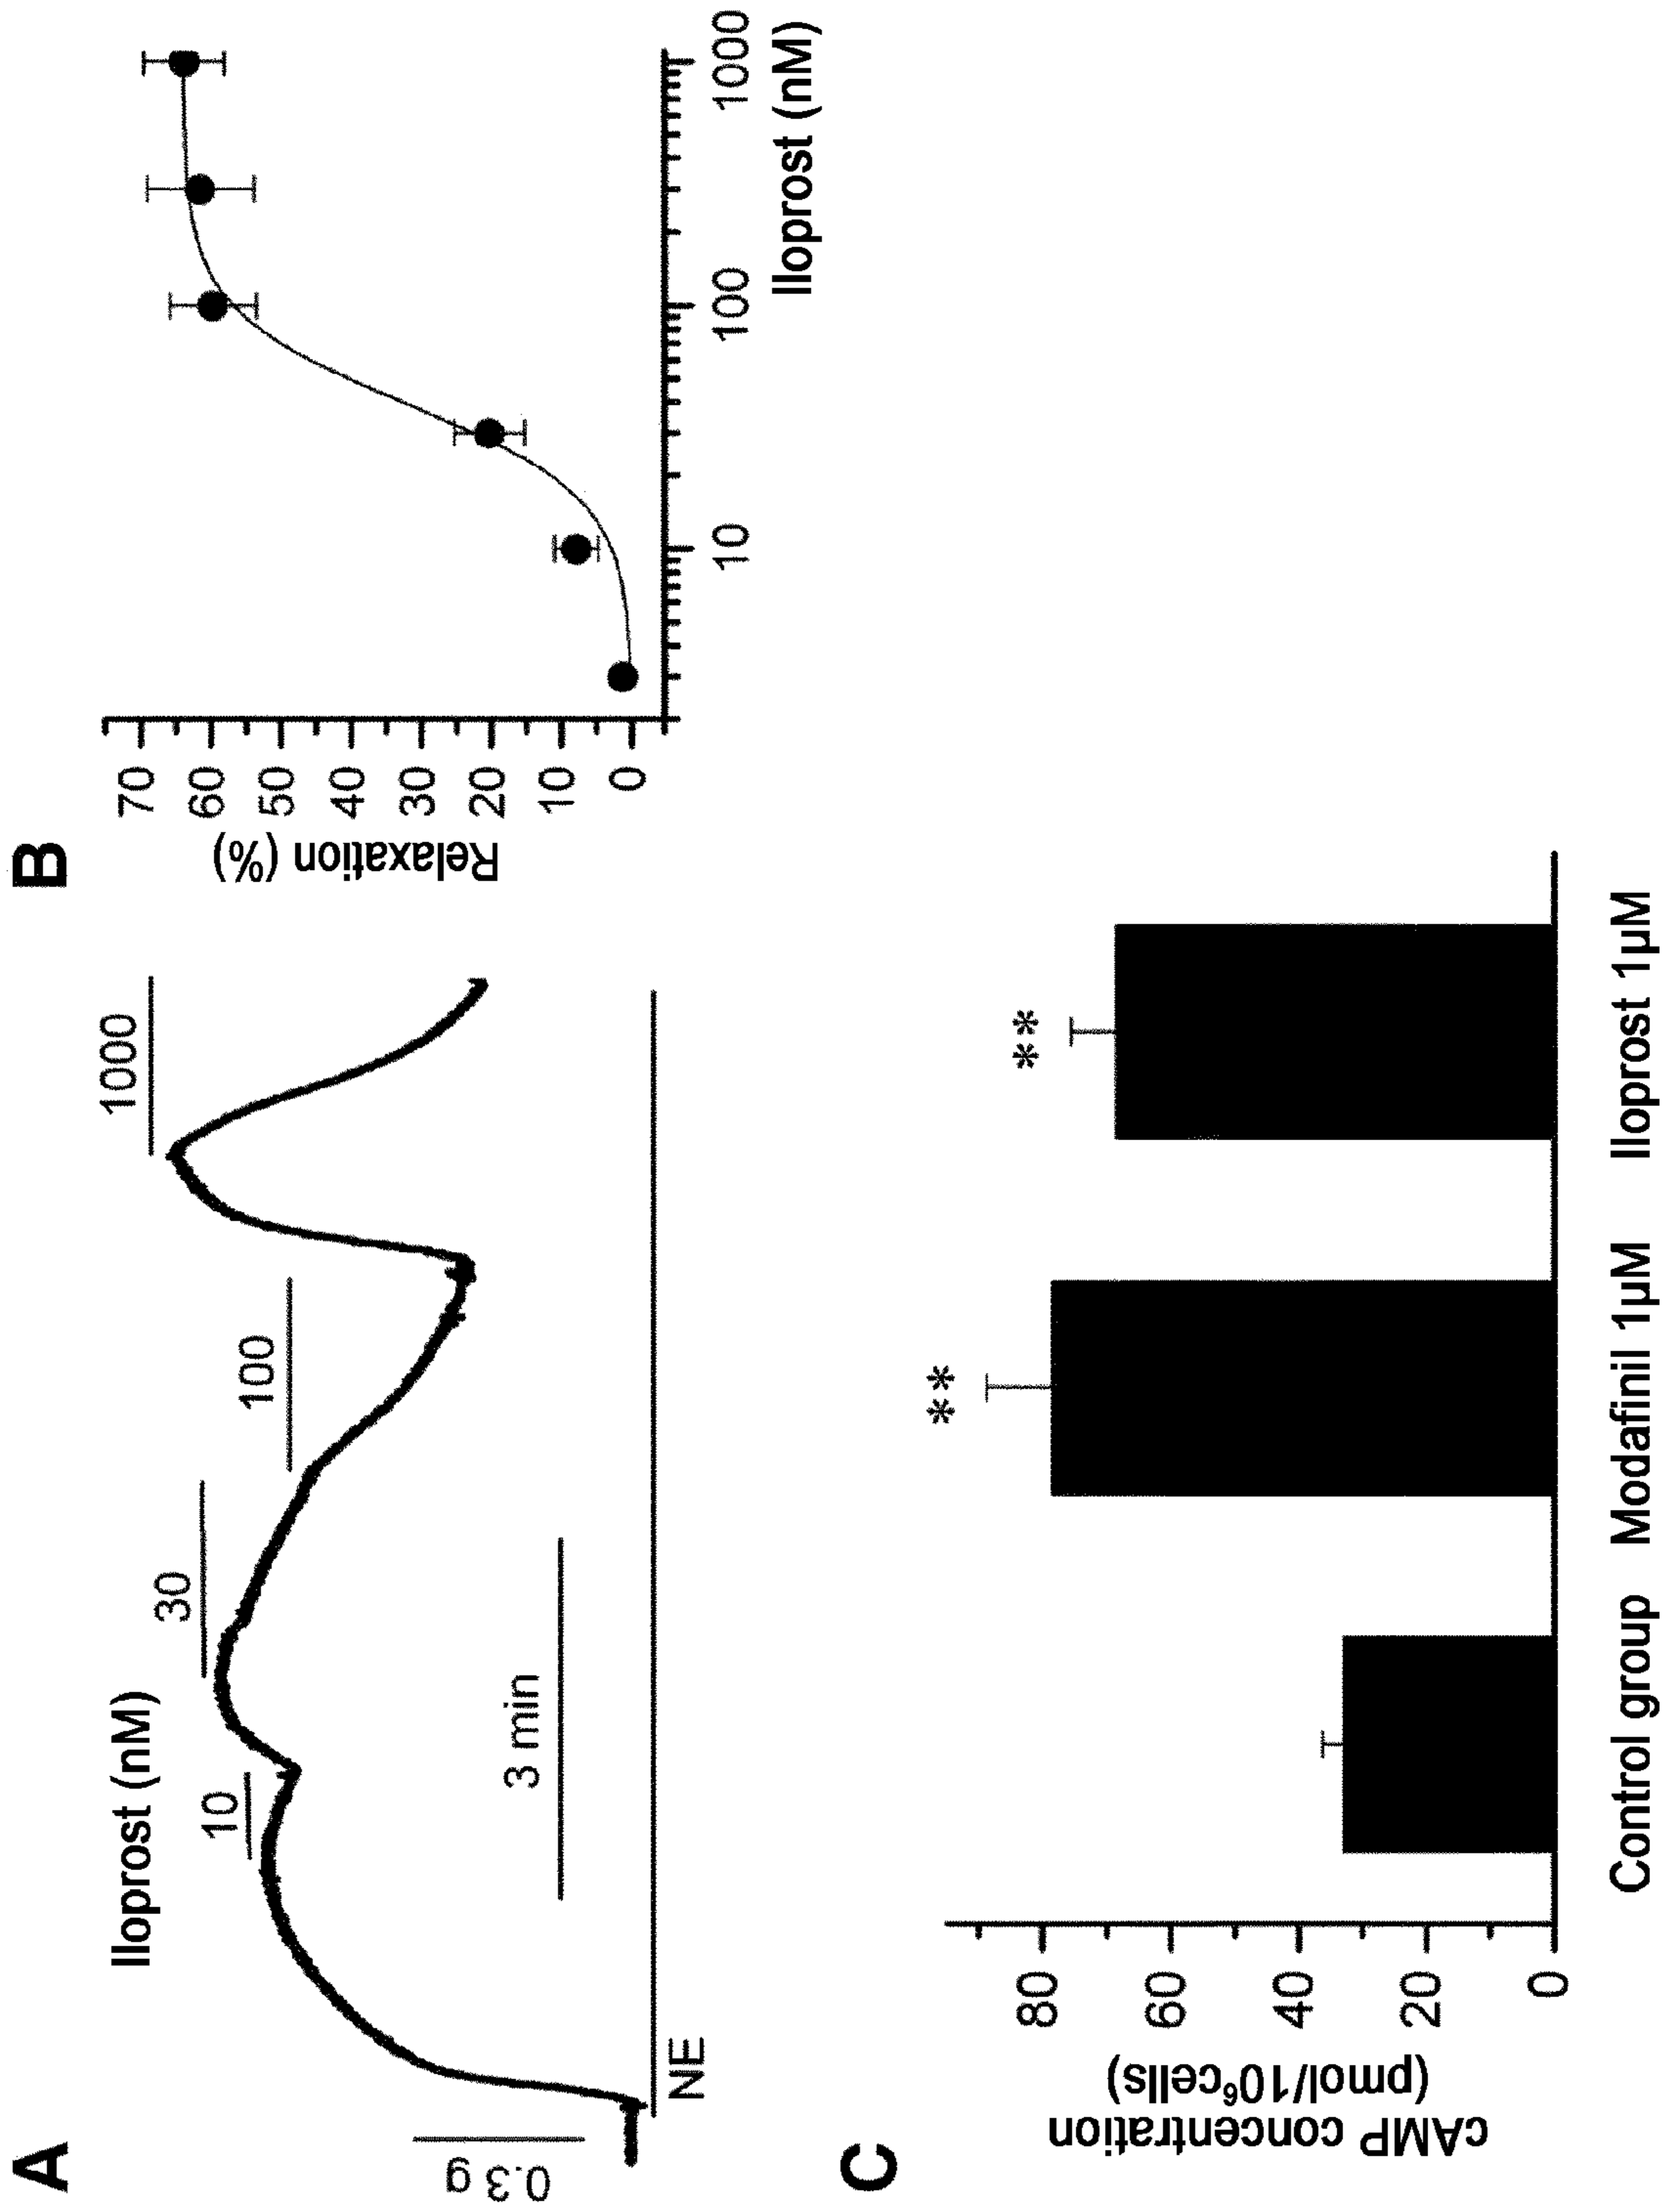 A
Iloprost (nM)
10
30
100
1000
0.3 g
3 min
NE
B
Relaxation (%)
70
60
50
40
30
20
10
0
10
100
1000
Iloprost (nM)
C
cAMP concentration
(pmol/10⁶cells)
80
60
40
20
0
**
**
Control group
Modafinil 1µM
Iloprost 1µM